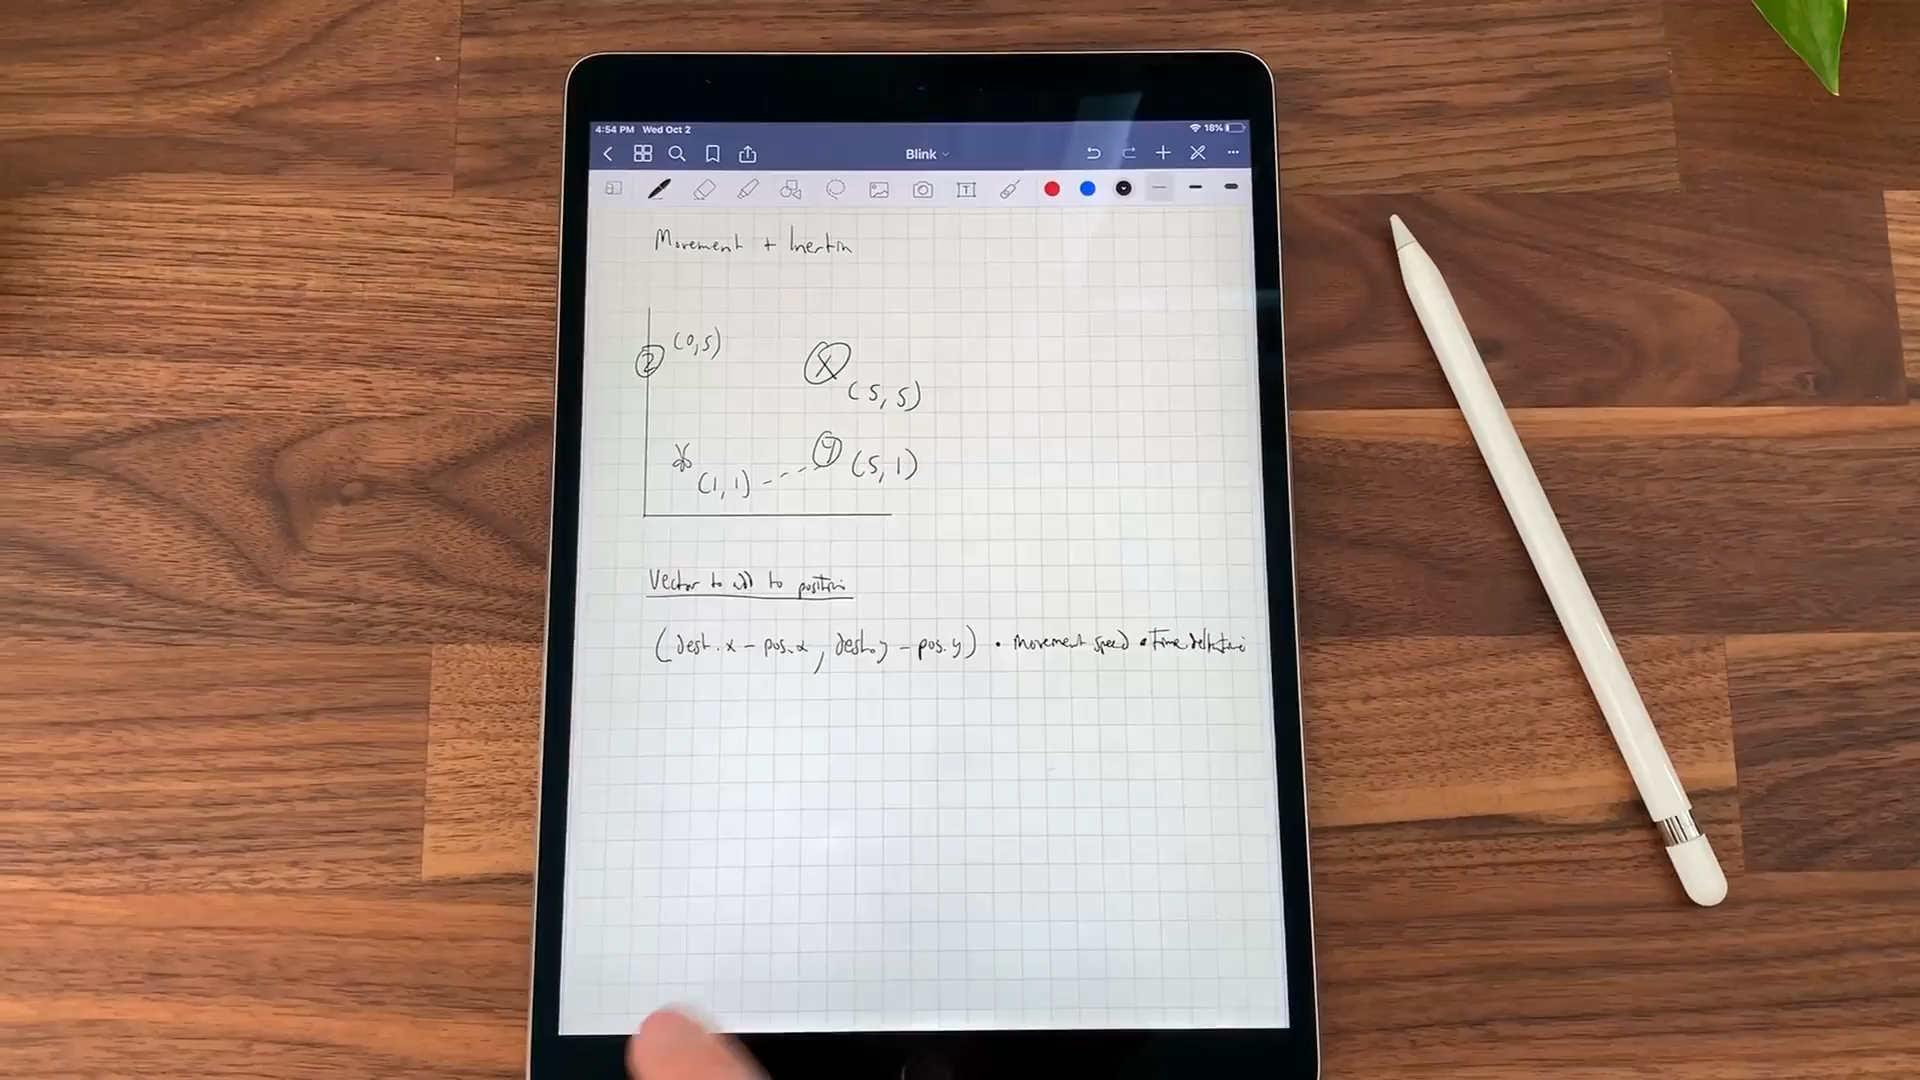 4:54 PM Wed Oct 2
18%
Blink
T
Movement + Inertia
(0,5)
X
(5,5)
y
(5,1)
(1,1)
Vector to add to position
(dest.x - pos.x, dest.y - pos.y) • movement speed • Time.deltaTime